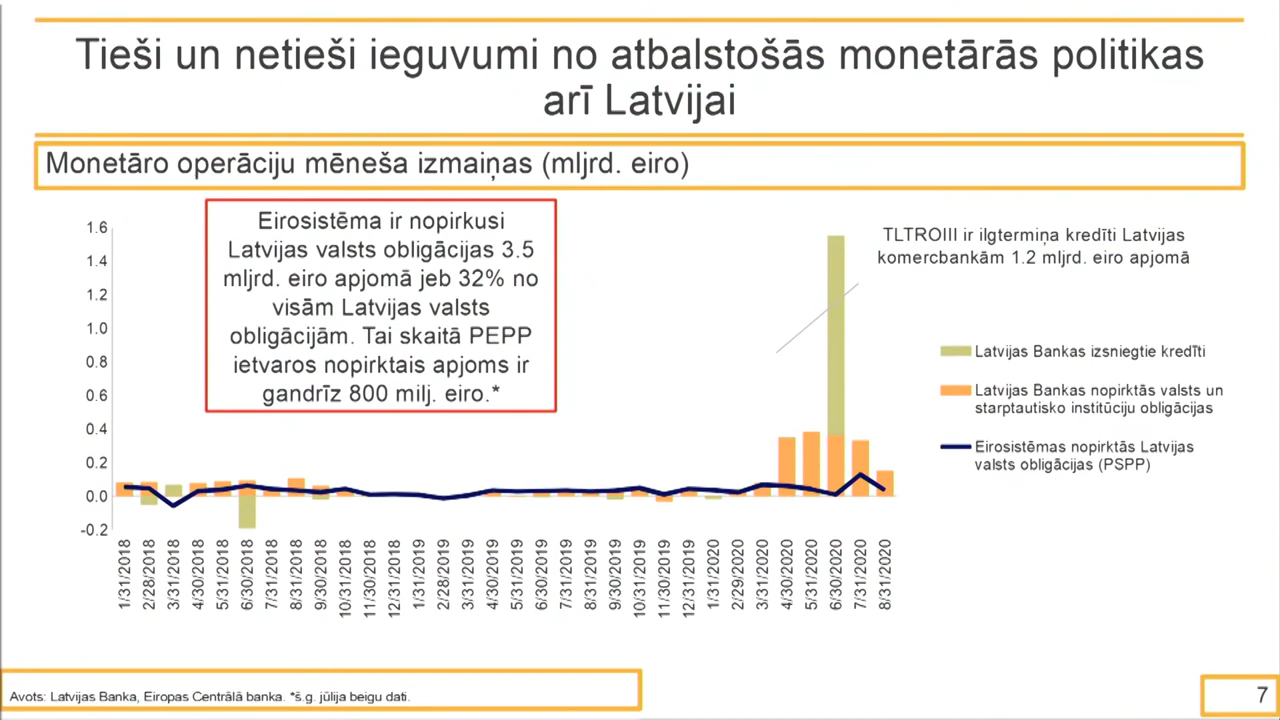 Tieši un netieši ieguvumi no atbalstošās monetārās politikas
arī Latvijai
Monetāro operāciju mēneša izmaiņas (mljrd. eiro)
Eirosistēma ir nopirkusi
Latvijas valsts obligācijas 3.5
mljrd. eiro apjomā jeb 32% no
visām Latvijas valsts
obligācijām. Tai skaitā PEPP
ietvaros nopirktais apjoms ir
gandrīz 800 milj. eiro.*
TLTROIII ir ilgtermiņa kredīti Latvijas
komercbankām 1.2 mljrd. eiro apjomā
1.6
1.4
1.2
1.0
0.8
0.6
0.4
0.2
0.0
-0.2
Latvijas Bankas izsniegtie kredīti
Latvijas Bankas nopirktās valsts un
starptautisko institūciju obligācijas
Eirosistēmas nopirktās Latvijas
valsts obligācijas (PSPP)
1/31/2018
2/28/2018
3/31/2018
4/30/2018
5/31/2018
6/30/2018
7/31/2018
8/31/2018
9/30/2018
10/31/2018
11/30/2018
12/31/2018
1/31/2019
2/28/2019
3/31/2019
4/30/2019
5/31/2019
6/30/2019
7/31/2019
8/31/2019
9/30/2019
10/31/2019
11/30/2019
12/31/2019
1/31/2020
2/29/2020
3/31/2020
4/30/2020
5/31/2020
6/30/2020
7/31/2020
8/31/2020
Avots: Latvijas Banka, Eiropas Centrālā banka. *š.g. jūlija beigu dati.
7